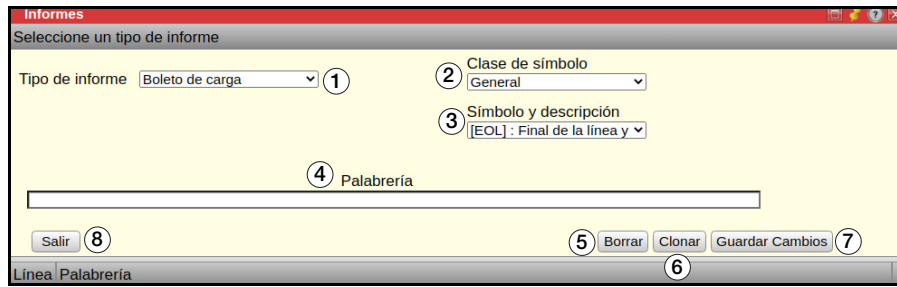 Informes
Seleccione un tipo de informe
Tipo de informe Boleto de carga 1
2 Clase de símbolo
General
3 Símbolo y descripción
[EOL] : Final de la línea y
4 Palabrería
Salir 8 5 Borrar Clonar Guardar Cambios 7
6
Línea Palabrería